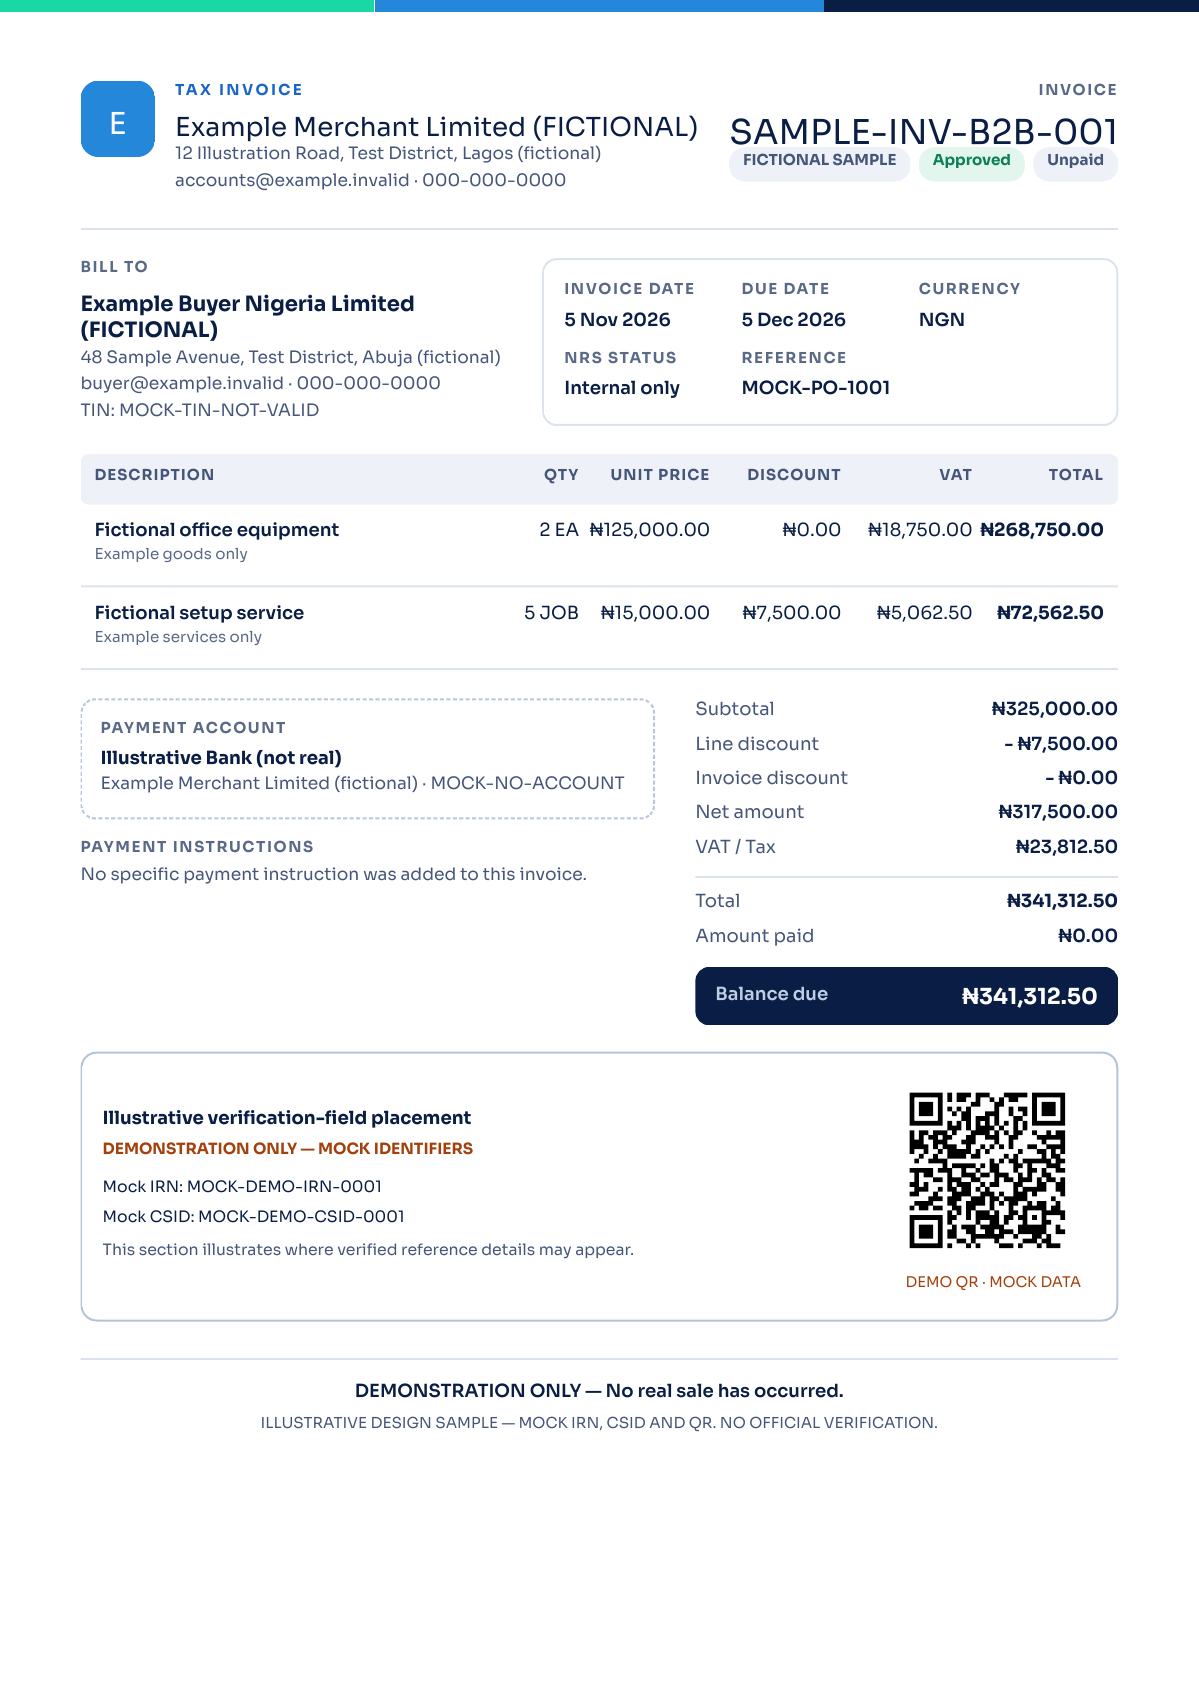 E
TAX INVOICE
Example Merchant Limited (FICTIONAL)
12 Illustration Road, Test District, Lagos (fictional)
accounts@example.invalid · 000-000-0000
INVOICE
SAMPLE-INV-B2B-001
FICTIONAL SAMPLE Approved Unpaid
BILL TO
Example Buyer Nigeria Limited
(FICTIONAL)
48 Sample Avenue, Test District, Abuja (fictional)
buyer@example.invalid · 000-000-0000
TIN: MOCK-TIN-NOT-VALID
INVOICE DATE DUE DATE CURRENCY
5 Nov 2026 5 Dec 2026 NGN
NRS STATUS REFERENCE
Internal only MOCK-PO-1001
DESCRIPTION QTY UNIT PRICE DISCOUNT VAT TOTAL
Fictional office equipment 2 EA ₦125,000.00 ₦0.00 ₦18,750.00 ₦268,750.00
Example goods only
Fictional setup service 5 JOB ₦15,000.00 ₦7,500.00 ₦5,062.50 ₦72,562.50
Example services only
PAYMENT ACCOUNT
Illustrative Bank (not real)
Example Merchant Limited (fictional) · MOCK-NO-ACCOUNT
PAYMENT INSTRUCTIONS
No specific payment instruction was added to this invoice.
Subtotal ₦325,000.00
Line discount - ₦7,500.00
Invoice discount - ₦0.00
Net amount ₦317,500.00
VAT / Tax ₦23,812.50
Total ₦341,312.50
Amount paid ₦0.00
Balance due ₦341,312.50
Illustrative verification-field placement
DEMONSTRATION ONLY — MOCK IDENTIFIERS
Mock IRN: MOCK-DEMO-IRN-0001
Mock CSID: MOCK-DEMO-CSID-0001
This section illustrates where verified reference details may appear.
DEMO QR · MOCK DATA
DEMONSTRATION ONLY — No real sale has occurred.
ILLUSTRATIVE DESIGN SAMPLE — MOCK IRN, CSID AND QR. NO OFFICIAL VERIFICATION.